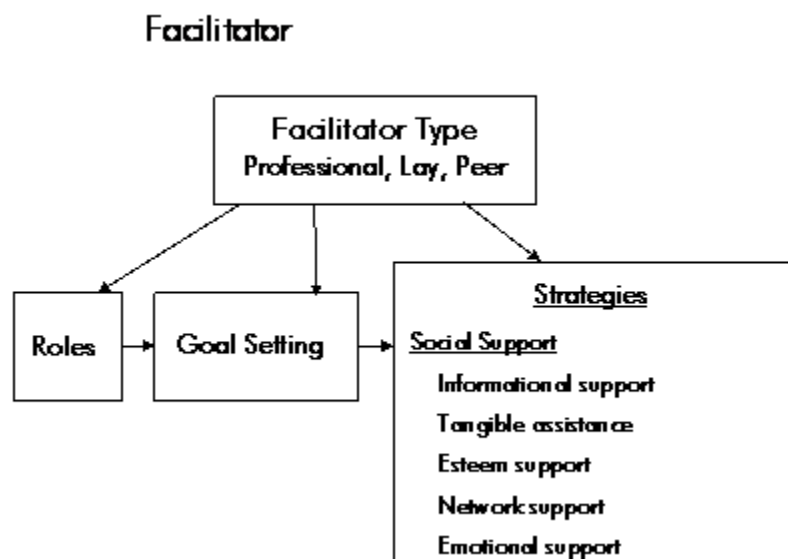 Facilitator
Facilitator Type
Professional, Lay, Peer
Roles
Goal Setting
Strategies
Social Support
Informational support
Tangible assistance
Esteem support
Network support
Emotional support